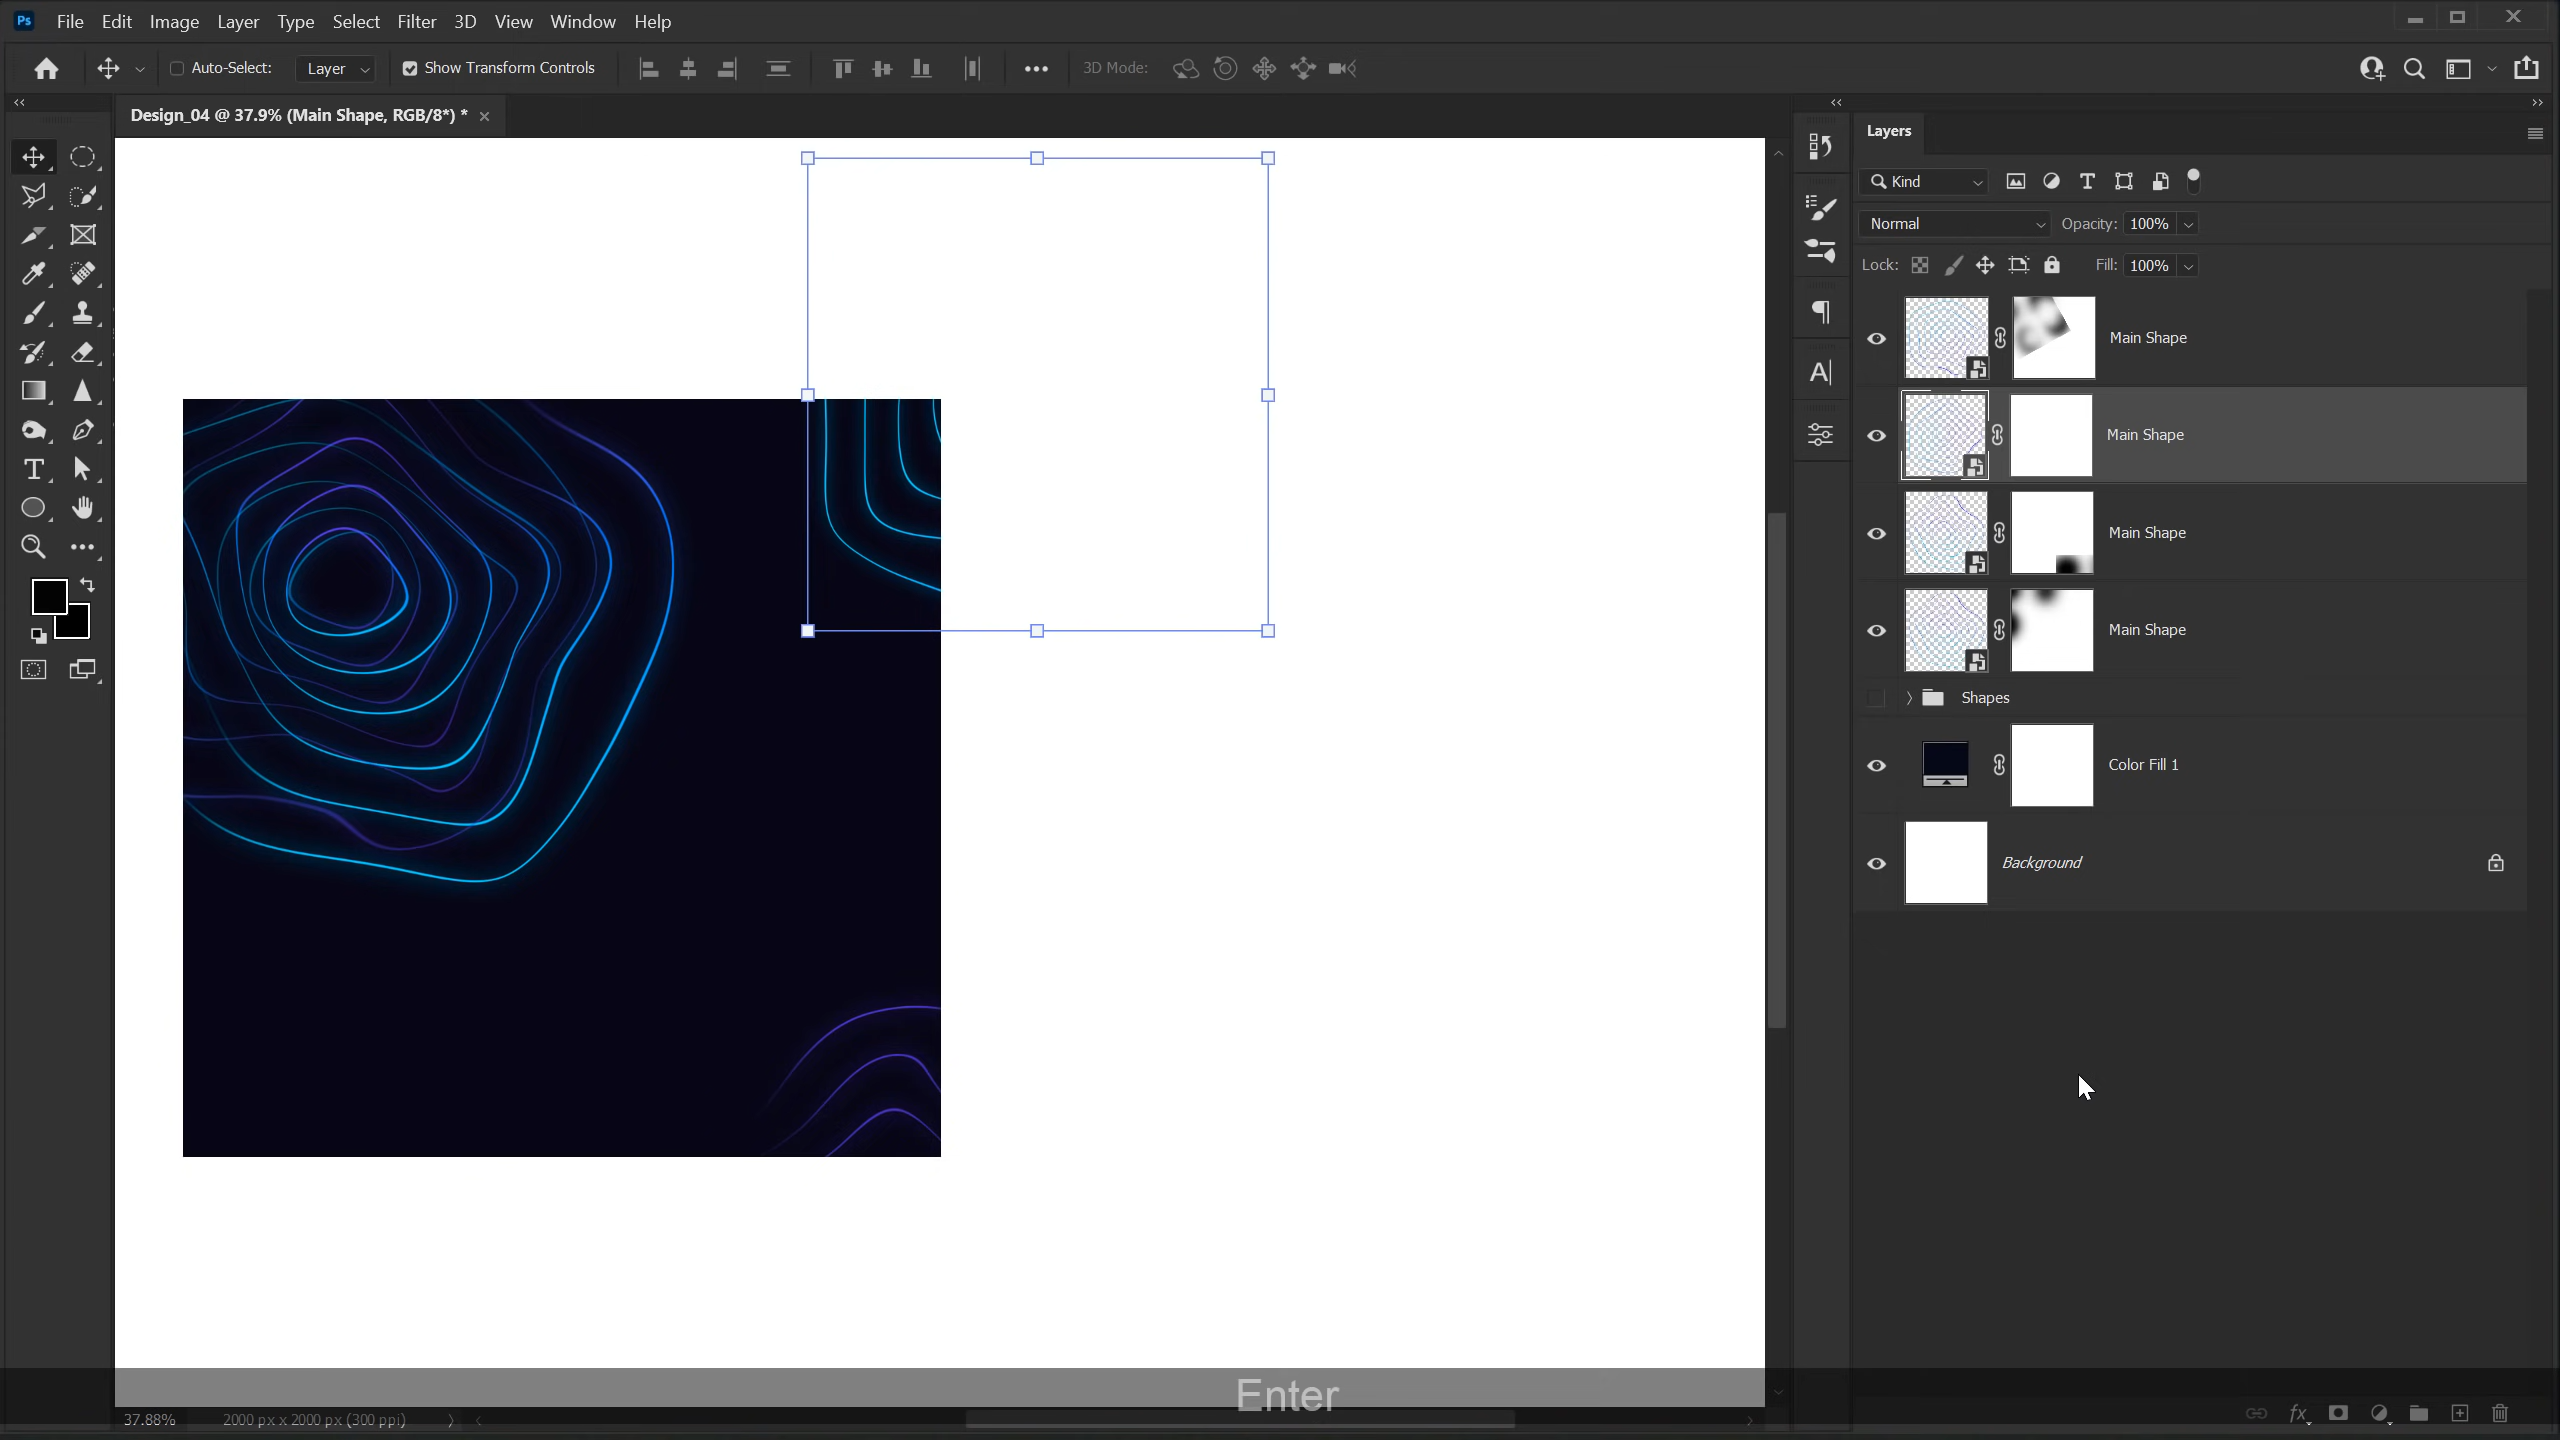 Ps File Edit Image Layer Type Select Filter 3D View Window Help
Auto-Select: Layer Show Transform Controls 3D Mode:
Design_04 @ 37.9% (Main Shape, RGB/8*) *
Layers
Kind
Normal Opacity: 100%
Lock: Fill: 100%
Main Shape
Main Shape
Main Shape
Main Shape
Shapes
Color Fill 1
Background
Enter
37.88% 2000 px x 2000 px (300 ppi)